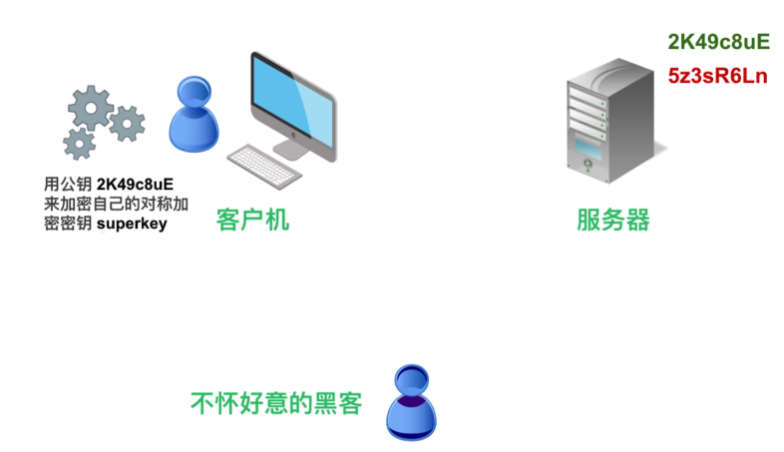 2K49c8uE
5z3sR6Ln
用公钥 2K49c8uE
来加密自己的对称加
密密钥 superkey
客户机
服务器
不怀好意的黑客